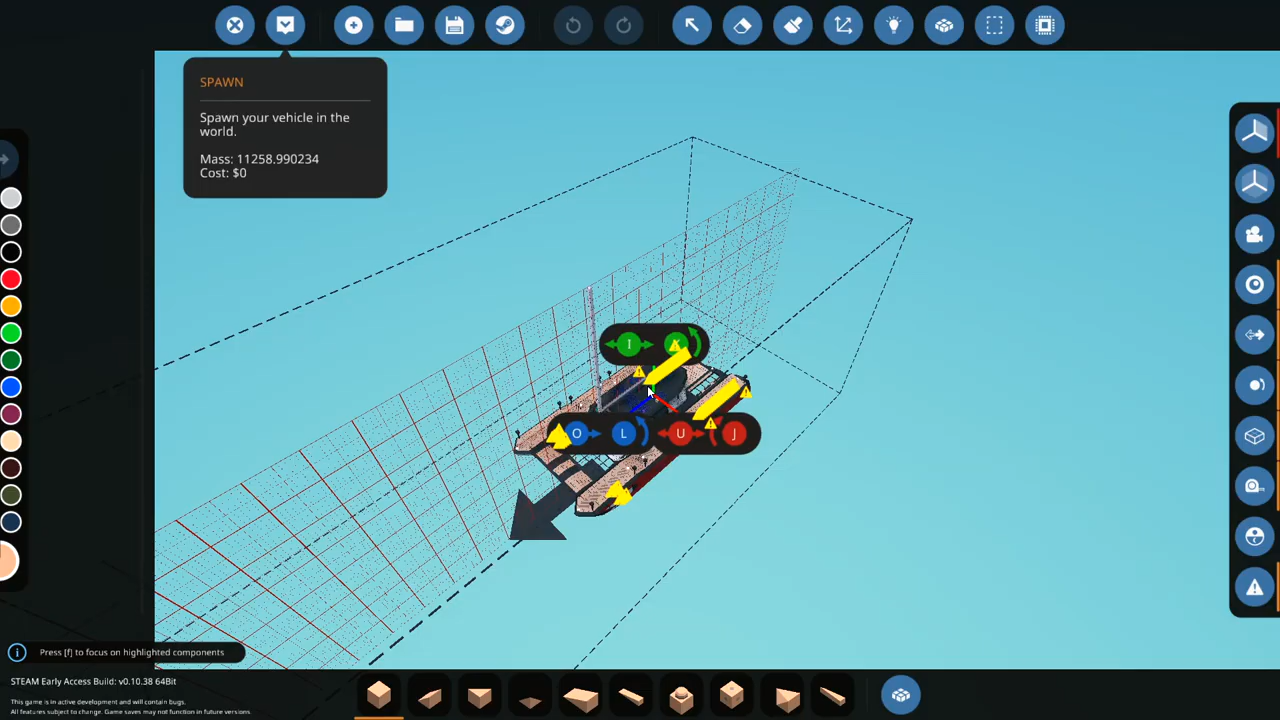 SPAWN
Spawn your vehicle in the
world.
Mass: 11258.990234
Cost: $0
I
O
L
U
J
Press [f] to focus on highlighted components
STEAM Early Access Build: v0.10.38 64Bit
This game is in active development and will contain bugs.
All features subject to change. Game saves may not function in future versions.